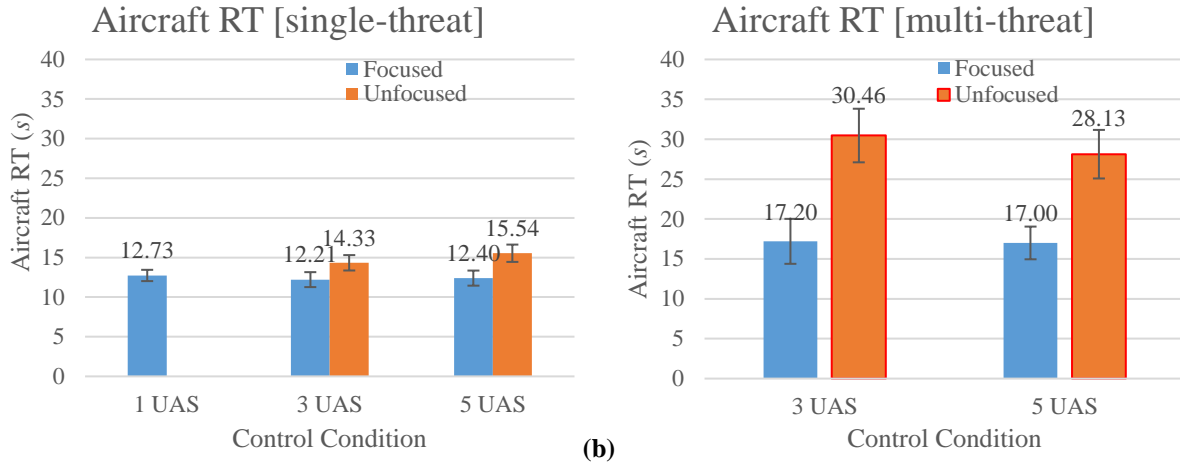 Aircraft RT [single-threat]
40
35
30
25
20
15
10
5
0
Aircraft RT (s)
Focused
Unfocused
12.73
12.21
14.33
12.40
15.54
1 UAS
3 UAS
5 UAS
Control Condition
(b)
Aircraft RT [multi-threat]
40
35
30
25
20
15
10
5
0
Aircraft RT (s)
Focused
Unfocused
17.20
30.46
17.00
28.13
3 UAS
5 UAS
Control Condition